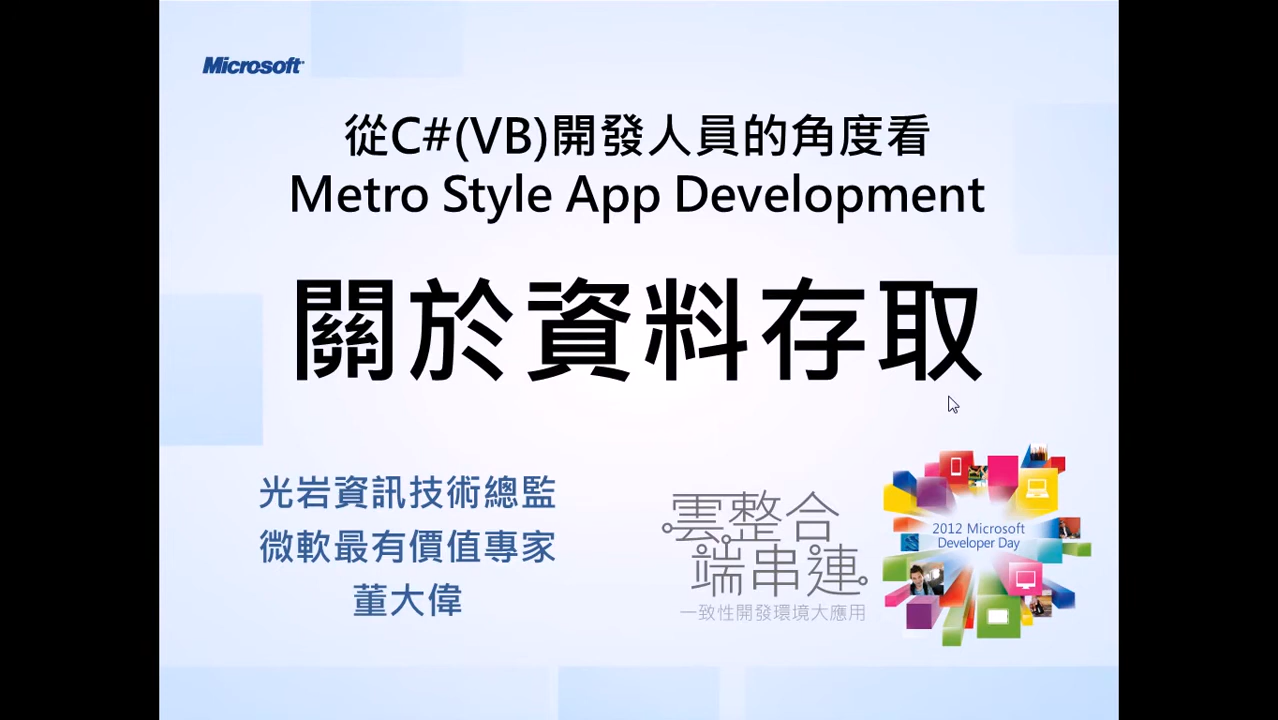 Microsoft
從C#(VB)開發人員的角度看
Metro Style App Development
關於資料存取
光岩資訊技術總監
微軟最有價值專家
董大偉
雲整合
端串連
一致性開發環境大應用
2012 Microsoft
Developer Day